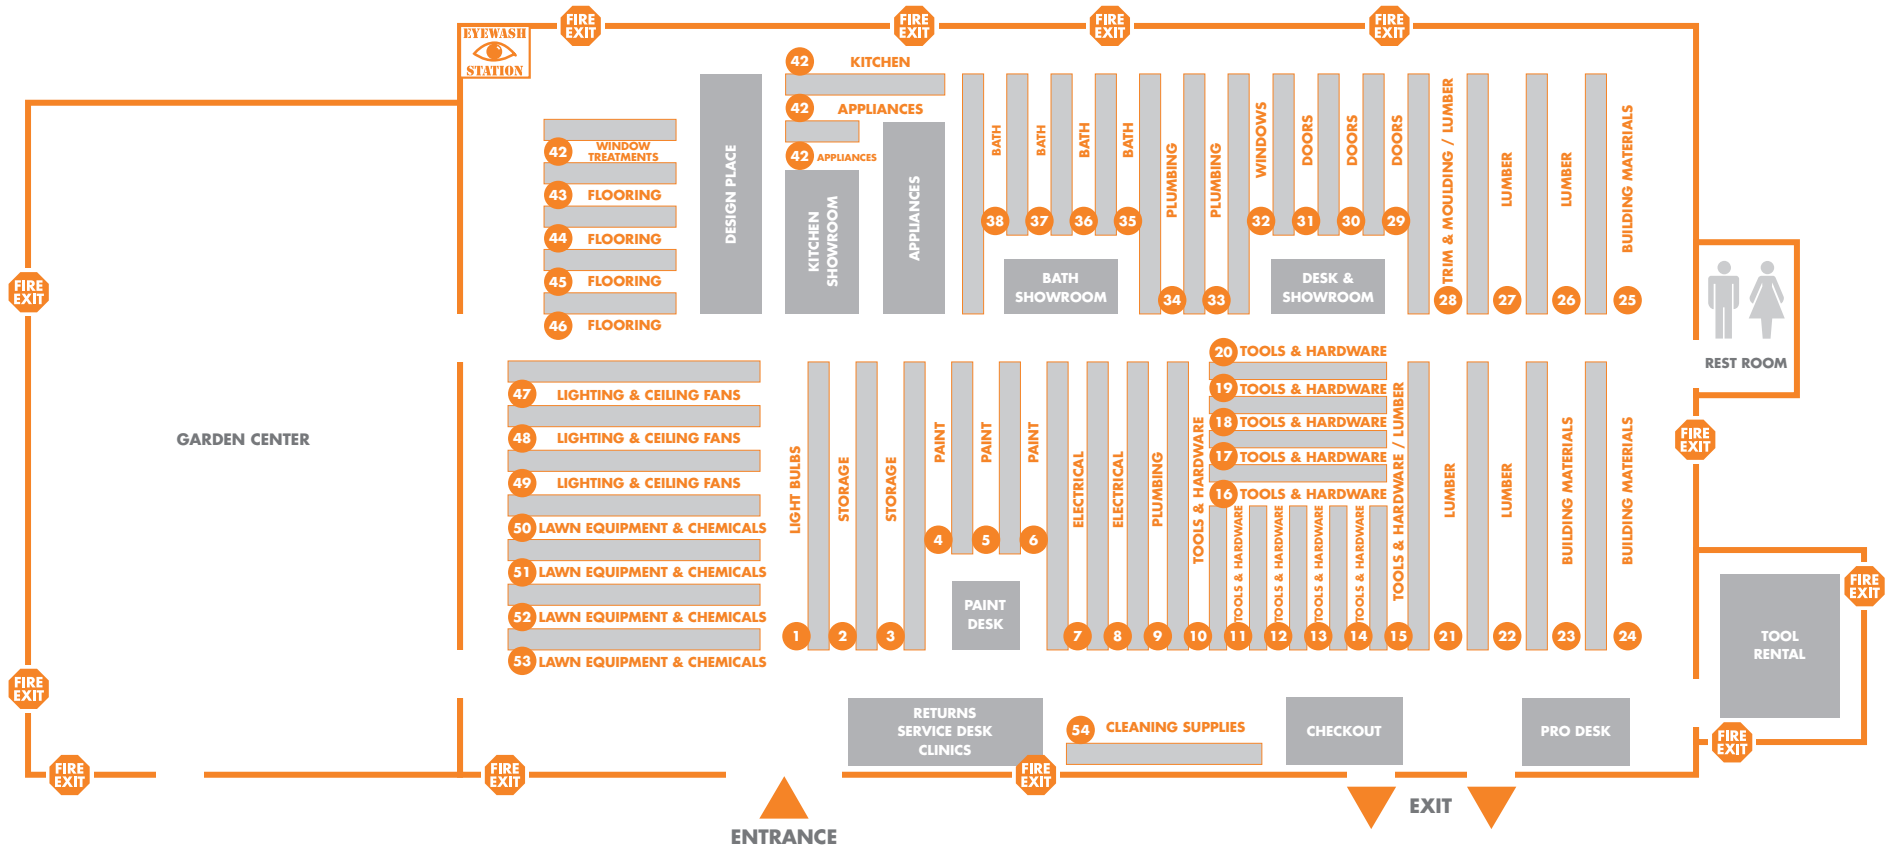 FIRE
EXIT
FIRE
EXIT
FIRE
EXIT
FIRE
EXIT
EYEWASH
STATION
42 KITCHEN
42 APPLIANCES
42 APPLIANCES
42 WINDOW
TREATMENTS
43 FLOORING
44 FLOORING
45 FLOORING
46 FLOORING
DESIGN PLACE
KITCHEN
SHOWROOM
APPLIANCES
BATH
38
BATH
37
BATH
36
BATH
35
PLUMBING
34
PLUMBING
33
WINDOWS
32
DOORS
31
DOORS
30
DOORS
29
TRIM & MOULDING / LUMBER
28
LUMBER
27
LUMBER
26
BUILDING MATERIALS
25
BATH
SHOWROOM
DESK &
SHOWROOM
REST ROOM
FIRE
EXIT
GARDEN CENTER
47 LIGHTING & CEILING FANS
48 LIGHTING & CEILING FANS
49 LIGHTING & CEILING FANS
50 LAWN EQUIPMENT & CHEMICALS
51 LAWN EQUIPMENT & CHEMICALS
52 LAWN EQUIPMENT & CHEMICALS
53 LAWN EQUIPMENT & CHEMICALS
LIGHT BULBS
1
STORAGE
2
STORAGE
3
PAINT
4
PAINT
5
PAINT
6
PAINT
DESK
ELECTRICAL
7
ELECTRICAL
8
PLUMBING
9
TOOLS & HARDWARE
10
20 TOOLS & HARDWARE
19 TOOLS & HARDWARE
18 TOOLS & HARDWARE
17 TOOLS & HARDWARE
16 TOOLS & HARDWARE
TOOLS & HARDWARE
11
TOOLS & HARDWARE
12
TOOLS & HARDWARE
13
TOOLS & HARDWARE
14
TOOLS & HARDWARE / LUMBER
15
LUMBER
21
LUMBER
22
BUILDING MATERIALS
23
BUILDING MATERIALS
24
FIRE
EXIT
FIRE
EXIT
TOOL
RENTAL
FIRE
EXIT
FIRE
EXIT
RETURNS
SERVICE DESK
CLINICS
54 CLEANING SUPPLIES
CHECKOUT
PRO DESK
FIRE
EXIT
FIRE
EXIT
FIRE
EXIT
ENTRANCE
EXIT